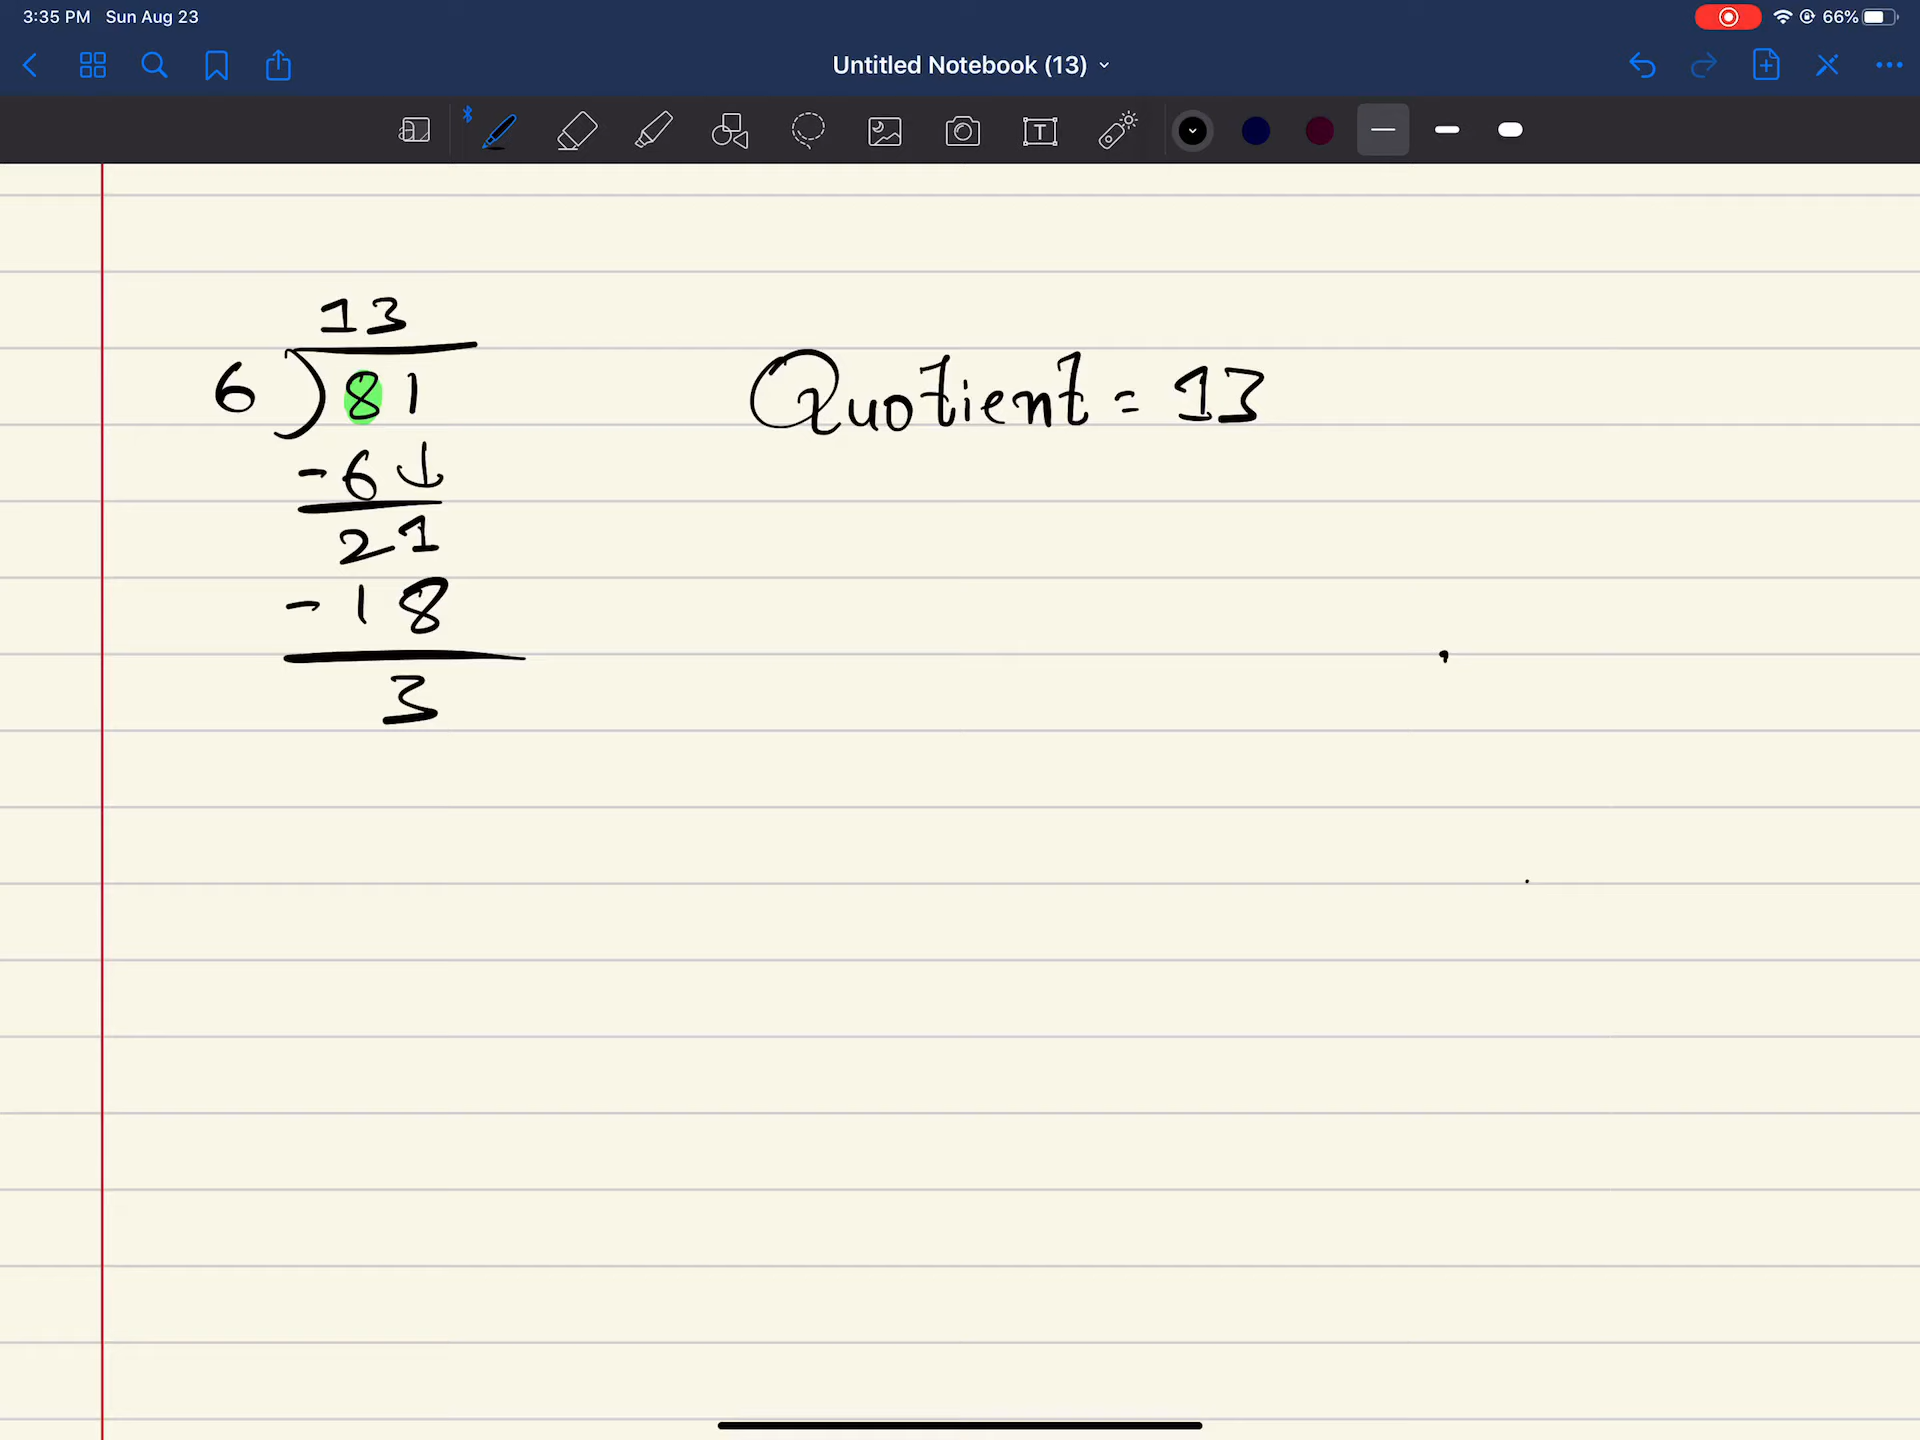 3:35 PM Sun Aug 23
66%
Untitled Notebook (13)
13
6 ) 81
Quotient = 13
-6 ↓
21
- 18
3